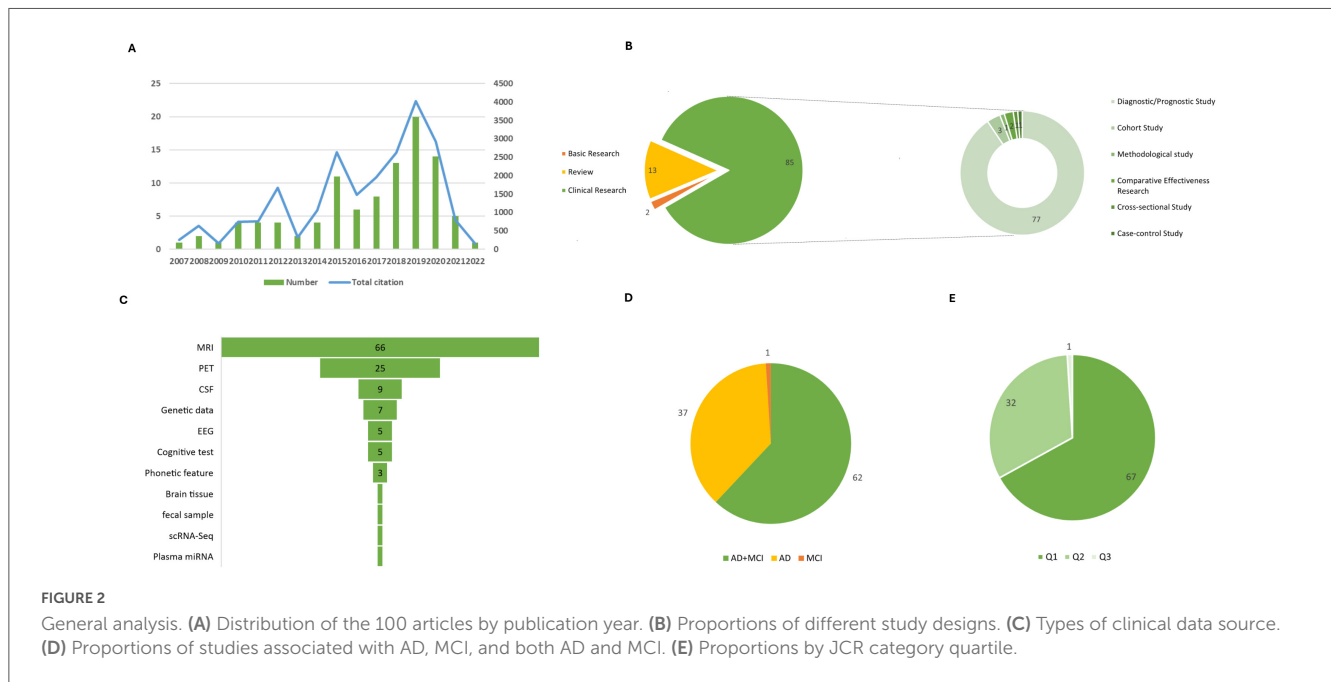 A
25
20
15
10
5
0
4500
4000
3500
3000
2500
2000
1500
1000
500
0
2007 2008 2009 2010 2011 2012 2013 2014 2015 2016 2017 2018 2019 2020 2021 2022
Number
Total citation
B
Basic Research
Review
Clinical Research
85
13
2
3
1
2
1
1
77
Diagnostic/Prognostic Study
Cohort Study
Methodological study
Comparative Effectiveness
Research
Cross-sectional Study
Case-control Study
C
MRI 66
PET 25
CSF 9
Genetic data 7
EEG 5
Cognitive test 5
Phonetic feature 3
Brain tissue
fecal sample
scRNA-Seq
Plasma miRNA
D
1
37
62
AD+MCI AD MCI
E
1
32
67
Q1 Q2 Q3
FIGURE 2
General analysis. (A) Distribution of the 100 articles by publication year. (B) Proportions of different study designs. (C) Types of clinical data source.
(D) Proportions of studies associated with AD, MCI, and both AD and MCI. (E) Proportions by JCR category quartile.